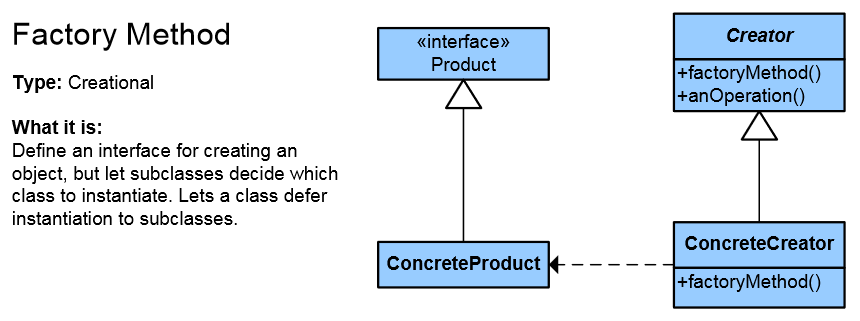 Factory Method
Type: Creational
What it is:
Define an interface for creating an
object, but let subclasses decide which
class to instantiate. Lets a class defer
instantiation to subclasses.
«interface»
Product
Creator
+factoryMethod()
+anOperation()
ConcreteProduct
ConcreteCreator
+factoryMethod()